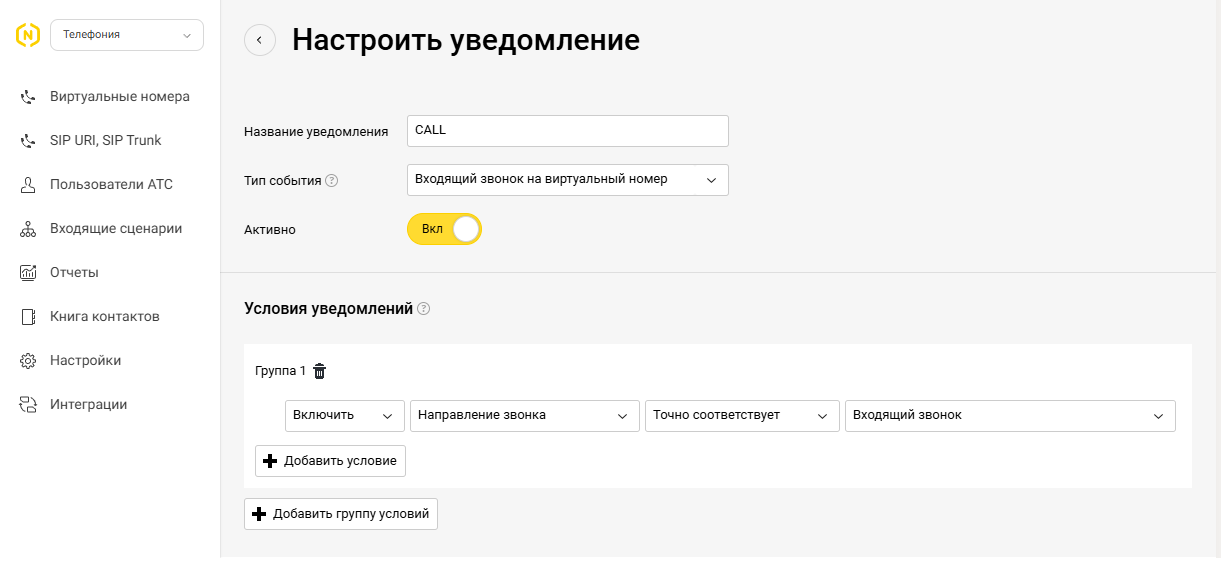 N
Телефония
Настроить уведомление
Виртуальные номера
SIP URI, SIP Trunk
Пользователи АТС
Входящие сценарии
Отчеты
Книга контактов
Настройки
Интеграции
Название уведомления CALL
Тип события ? Входящий звонок на виртуальный номер
Активно Вкл
Условия уведомлений ?
Группа 1
Включить Направление звонка Точно соответствует Входящий звонок
Добавить условие
Добавить группу условий